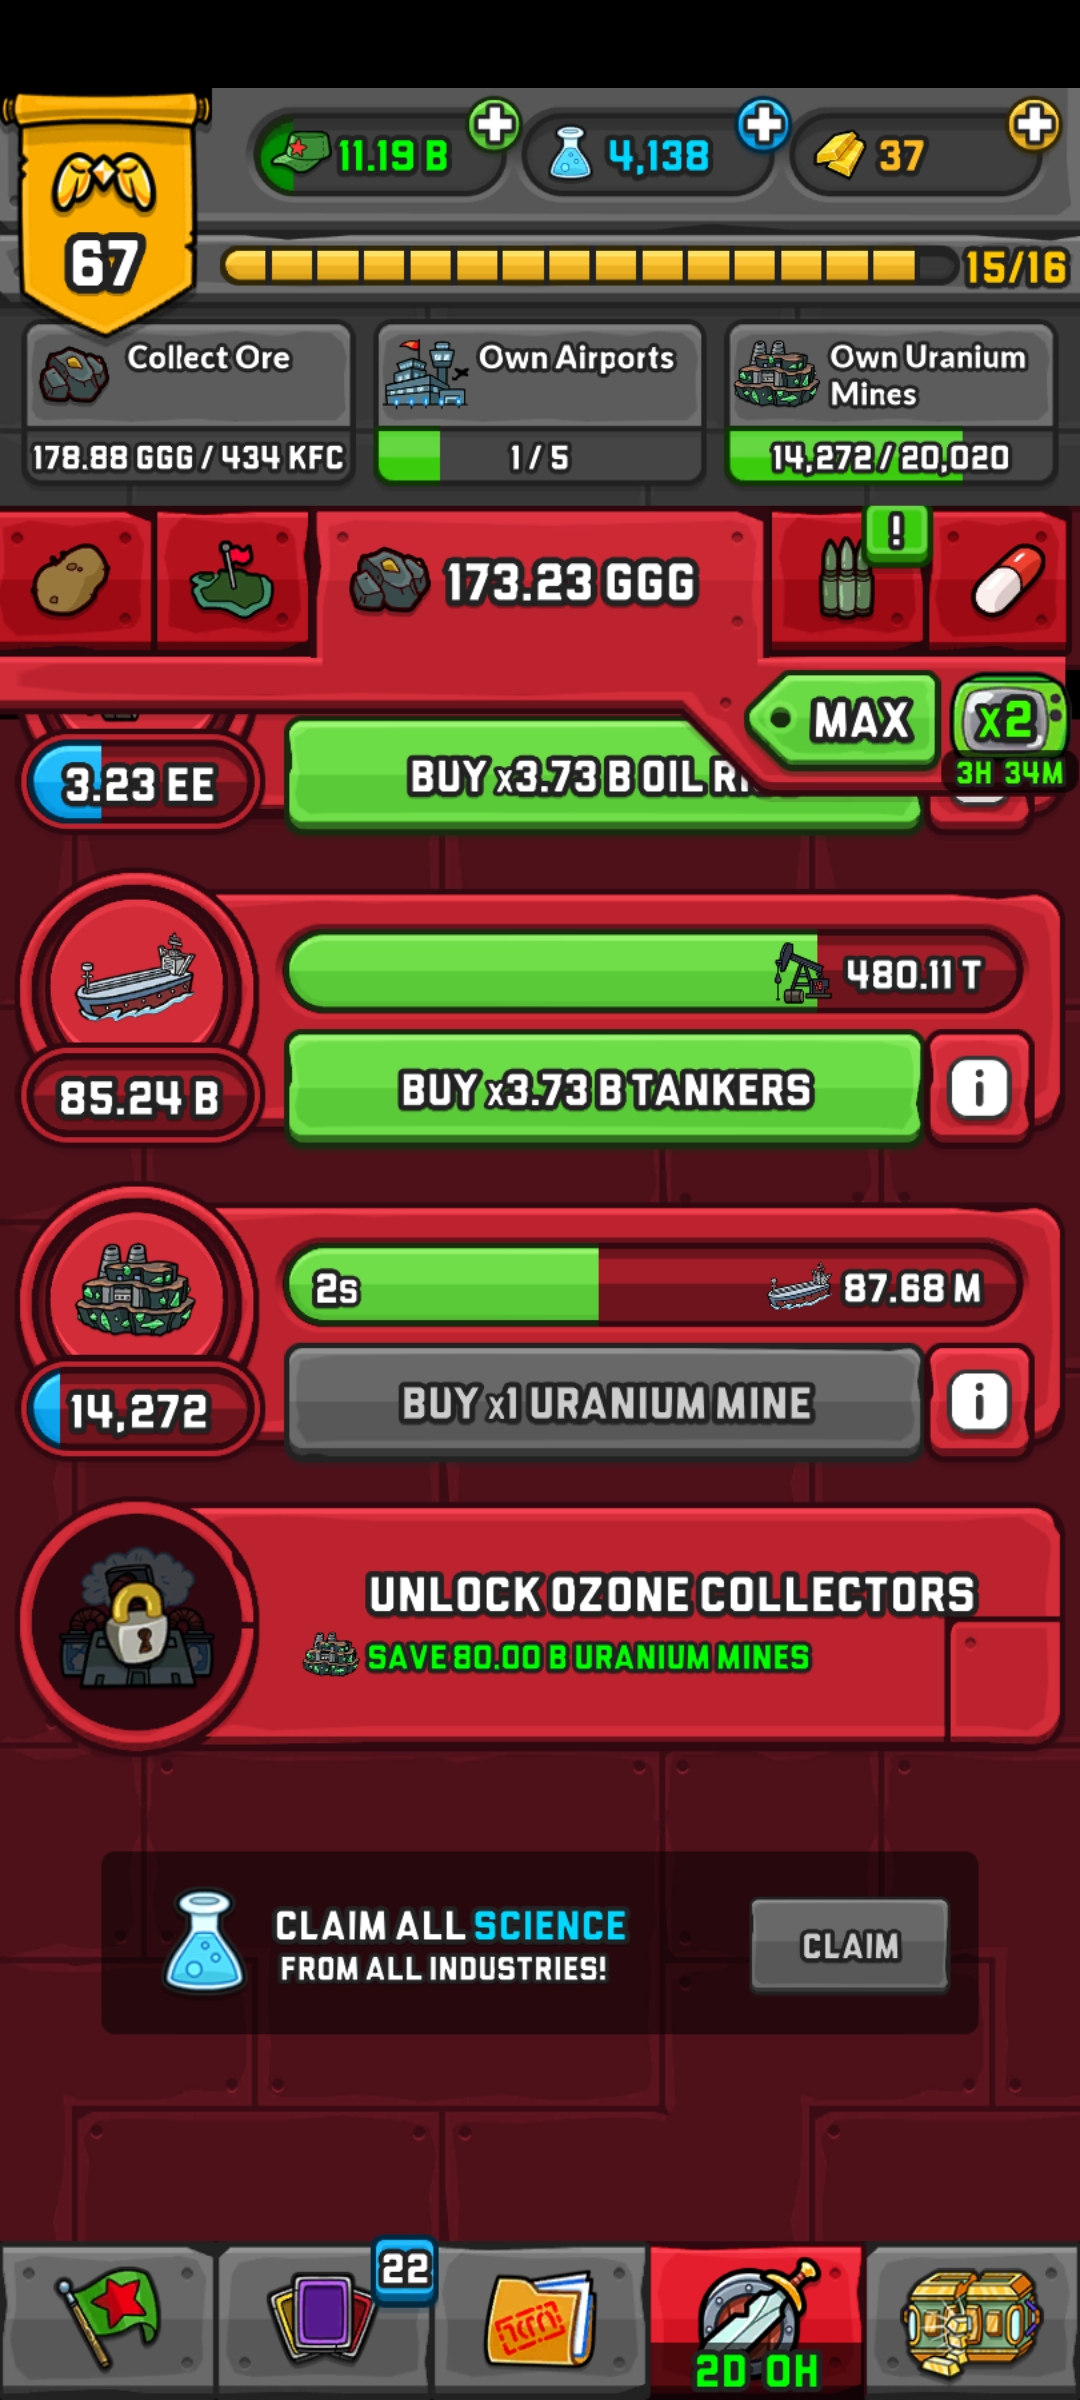 11.19 B
4,138
37
67
15/16
Collect Ore
178.88 GGG / 434 KFC
Own Airports
1 / 5
Own Uranium
Mines
14,272 / 20,020
173.23 GGG
!
MAX
x2
3H 34M
3.23 EE
BUY x3.73 B OIL
480.11 T
85.24 B
BUY x3.73 B TANKERS
i
2s
87.68 M
14,272
BUY x1 URANIUM MINE
i
UNLOCK OZONE COLLECTORS
SAVE 80.00 B URANIUM MINES
CLAIM ALL SCIENCE
FROM ALL INDUSTRIES!
CLAIM
22
2D 0H